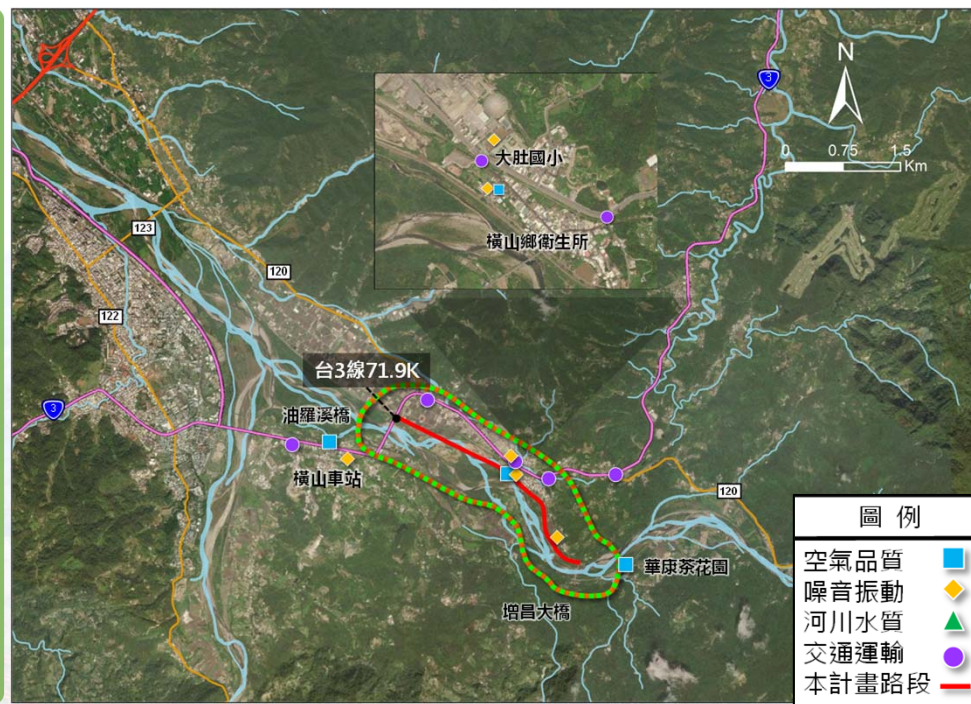 N
3
0 0.75 1.5
Km
大肚國小
橫山鄉衛生所
123
120
122
台3線71.9K
油羅溪橋
3
橫山車站
120
華康茶花園
增昌大橋
圖 例
空氣品質
噪音振動
河川水質
交通運輸
本計畫路段